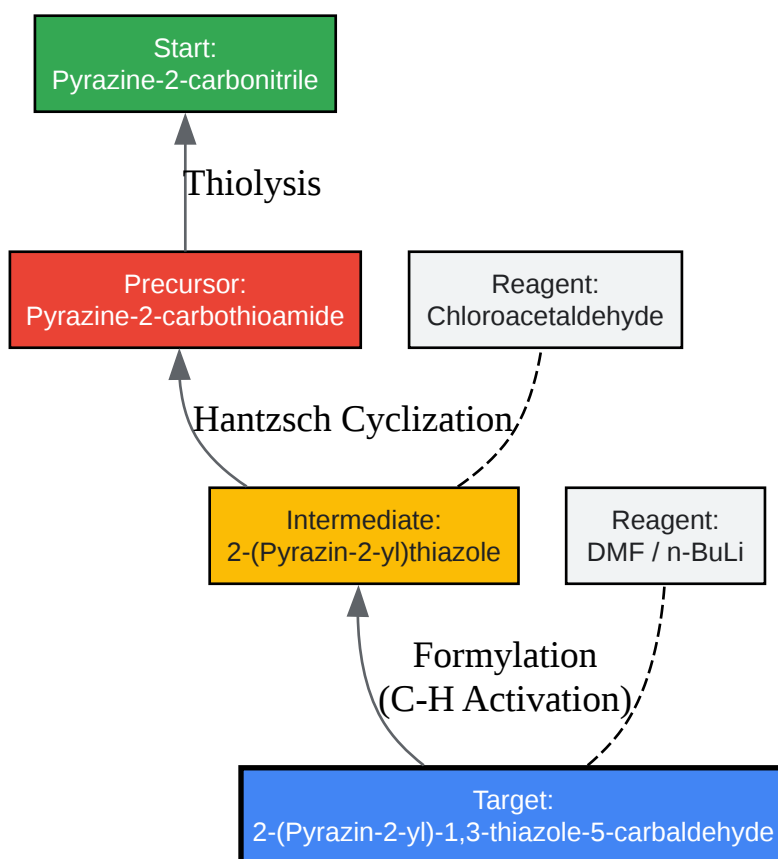 Start:
Pyrazine-2-carbonitrile
Thiolysis
Precursor:
Pyrazine-2-carbothioamide
Reagent:
Chloroacetaldehyde
Hantzsch Cyclization
Intermediate:
2-(Pyrazin-2-yl)thiazole
Reagent:
DMF / n-BuLi
Formylation
(C-H Activation)
Target:
2-(Pyrazin-2-yl)-1,3-thiazole-5-carbaldehyde